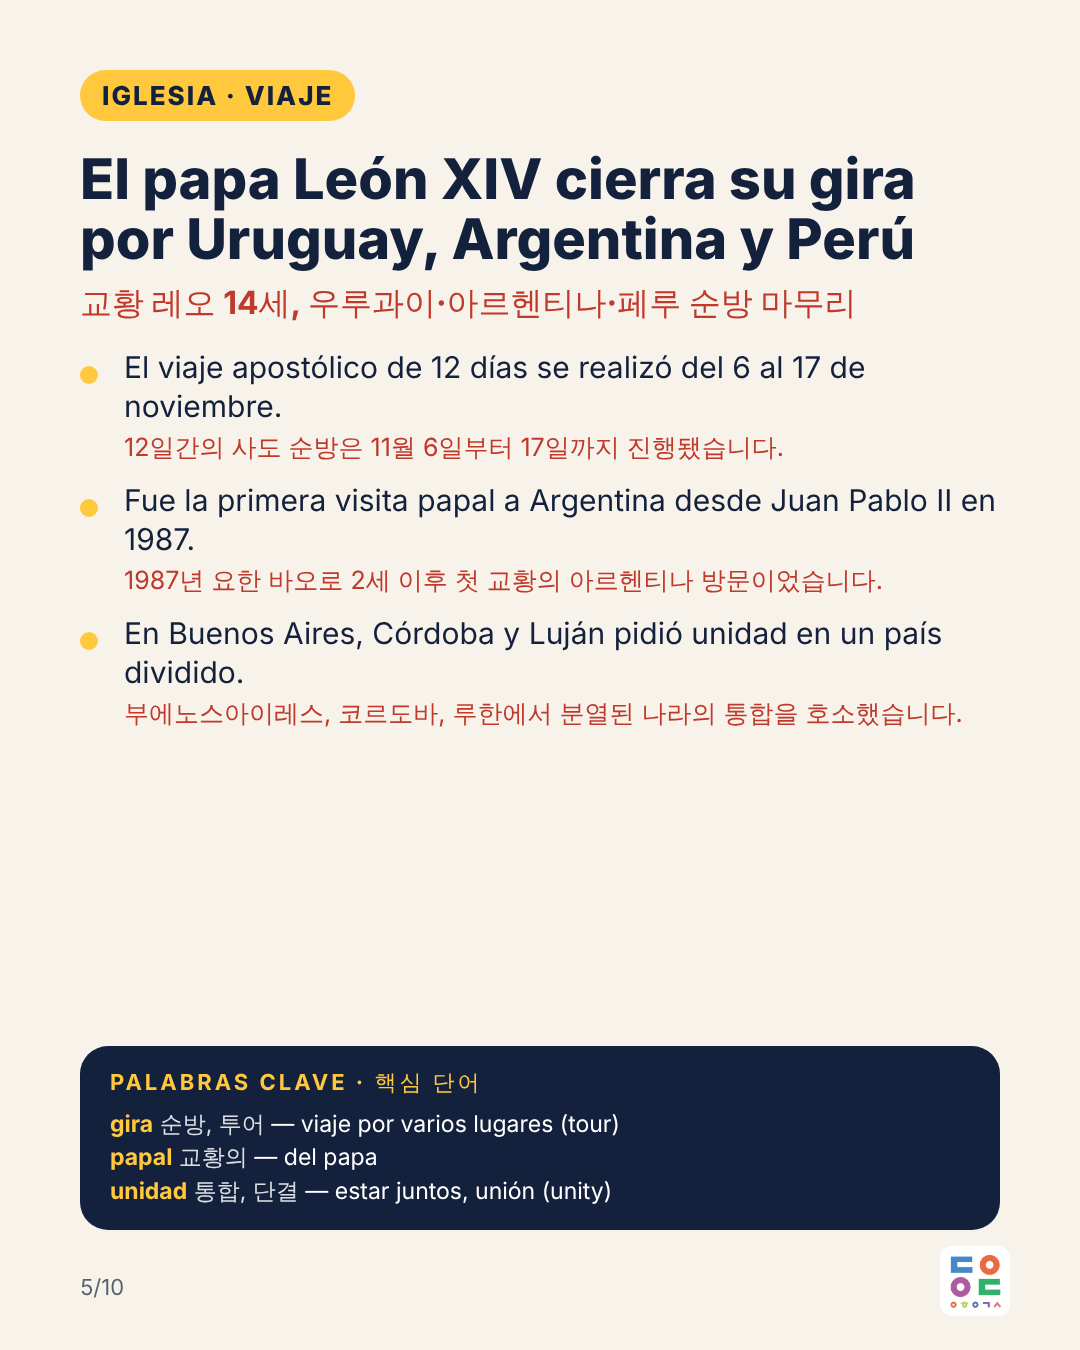 IGLESIA · VIAJE
El papa León XIV cierra su gira
por Uruguay, Argentina y Perú
교황 레오 14세, 우루과이·아르헨티나·페루 순방 마무리
El viaje apostólico de 12 días se realizó del 6 al 17 de
noviembre.
12일간의 사도 순방은 11월 6일부터 17일까지 진행됐습니다.
Fue la primera visita papal a Argentina desde Juan Pablo II en
1987.
1987년 요한 바오로 2세 이후 첫 교황의 아르헨티나 방문이었습니다.
En Buenos Aires, Córdoba y Luján pidió unidad en un país
dividido.
부에노스아이레스, 코르도바, 루한에서 분열된 나라의 통합을 호소했습니다.
PALABRAS CLAVE · 핵심 단어
gira 순방, 투어 — viaje por varios lugares (tour)
papal 교황의 — del papa
unidad 통합, 단결 — estar juntos, unión (unity)
5/10